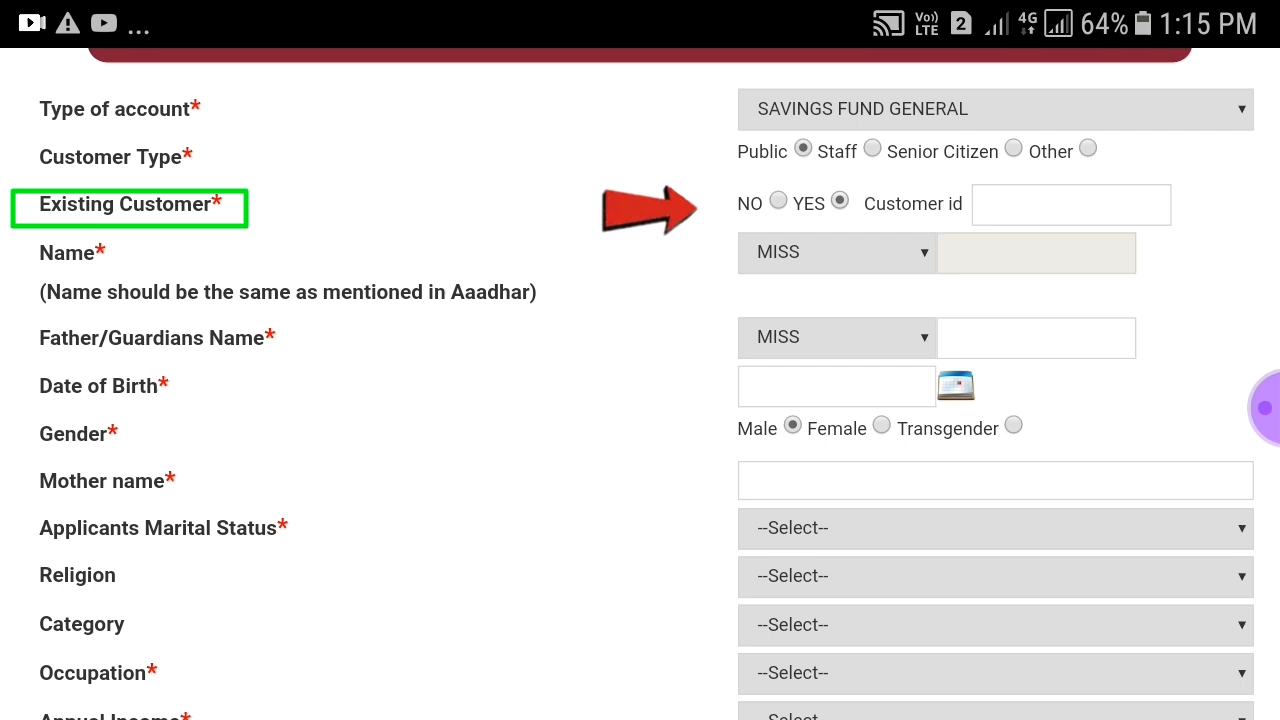 ... Vo)) LTE 2 4G 64% 1:15 PM
Type of account* SAVINGS FUND GENERAL
Customer Type* Public Staff Senior Citizen Other
Existing Customer* NO YES Customer id
Name* MISS
(Name should be the same as mentioned in Aaadhar)
Father/Guardians Name* MISS
Date of Birth*
Gender* Male Female Transgender
Mother name*
Applicants Marital Status* --Select--
Religion --Select--
Category --Select--
Occupation* --Select--
Annual Income* --Select--